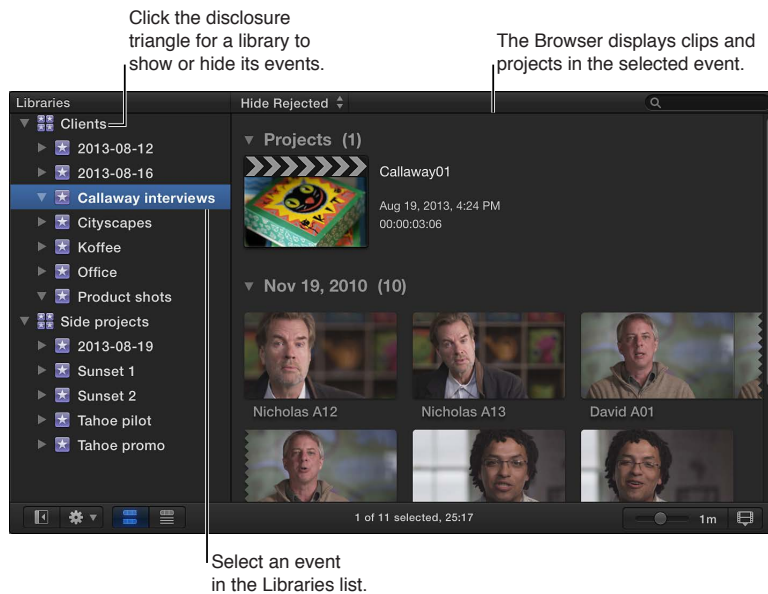 Click the disclosure
triangle for a library to
show or hide its events.
The Browser displays clips and
projects in the selected event.
Libraries
Hide Rejected
Clients
2013-08-12
2013-08-16
Callaway interviews
Cityscapes
Koffee
Office
Product shots
Side projects
2013-08-19
Sunset 1
Sunset 2
Tahoe pilot
Tahoe promo
Projects (1)
Callaway01
Aug 19, 2013, 4:24 PM
00:00:03:06
Nov 19, 2010 (10)
Nicholas A12
Nicholas A13
David A01
1 of 11 selected, 25:17
1m
Select an event
in the Libraries list.